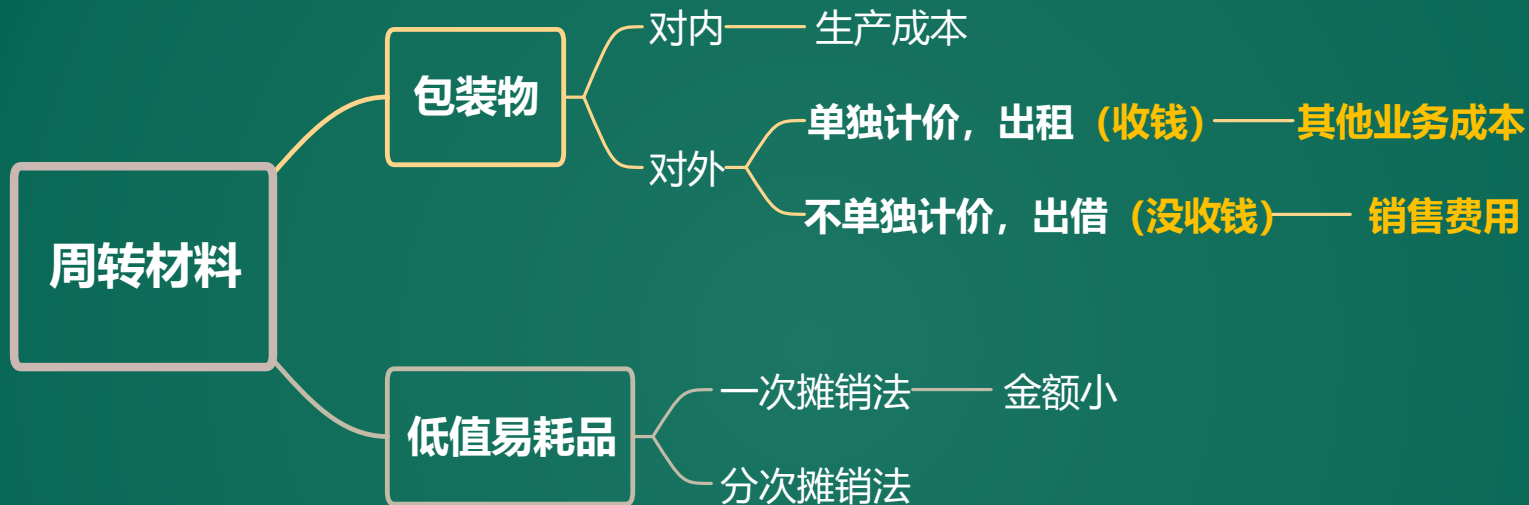 周转材料
包装物
对内
生产成本
对外
单独计价，出租（收钱）
其他业务成本
不单独计价，出借（没收钱）
销售费用
低值易耗品
一次摊销法
金额小
分次摊销法